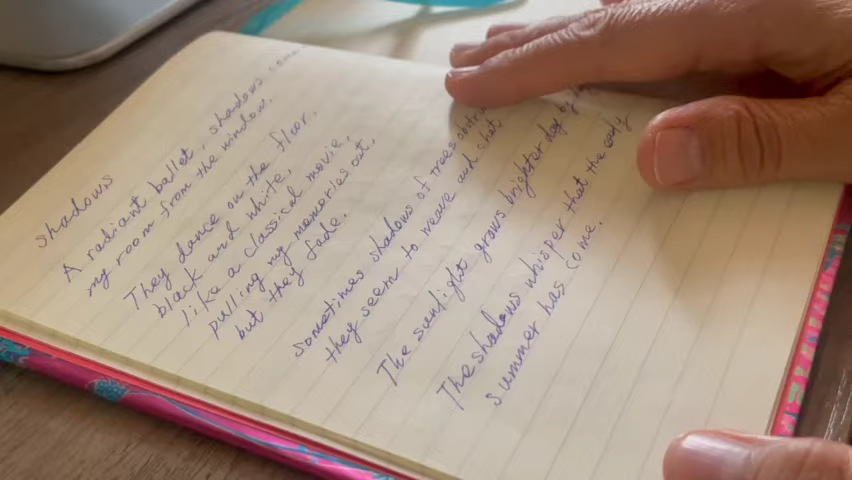 shadows
A radiant ballet, shadows come
my room from the window.
They dance on the floor,
black and white,
like a classical movie,
pulling my memories out,
but they fade.
sometimes shadows of trees
they seem to weave and
The sunlight grows brighter day by
The shadows whisper that the early
summer has come.